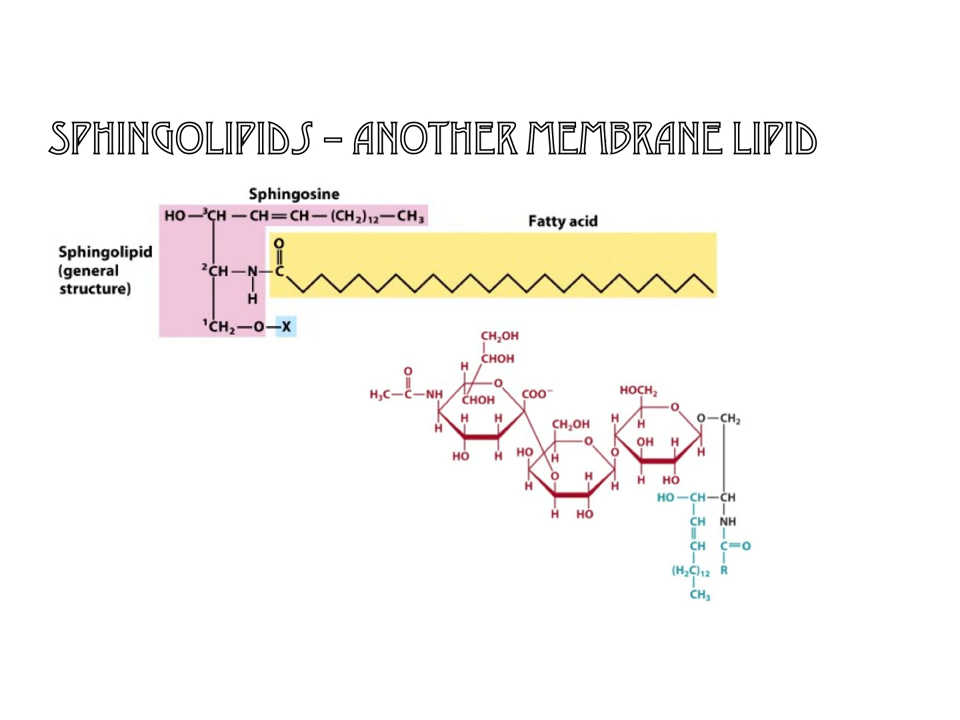 SPHINGOLIPIDS – ANOTHER MEMBRANE LIPID
Sphingosine
HO—³CH—CH=CH—(CH₂)₁₂—CH₃
Fatty acid
Sphingolipid
(general
structure)
O
²CH—N—C
H
¹CH₂—O—X
CH₂OH
H CHOH
O
O
H₃C—C—NH
CHOH
COO⁻
H
H H
HO H
HOCH₂
O
O—CH₂
H
H
OH H
H
H HO
O
CH₂OH
O
HO
H
H
O
H
H
H HO
HO—CH—CH
CH NH
CH C=O
(H₂C)₁₂ R
CH₃